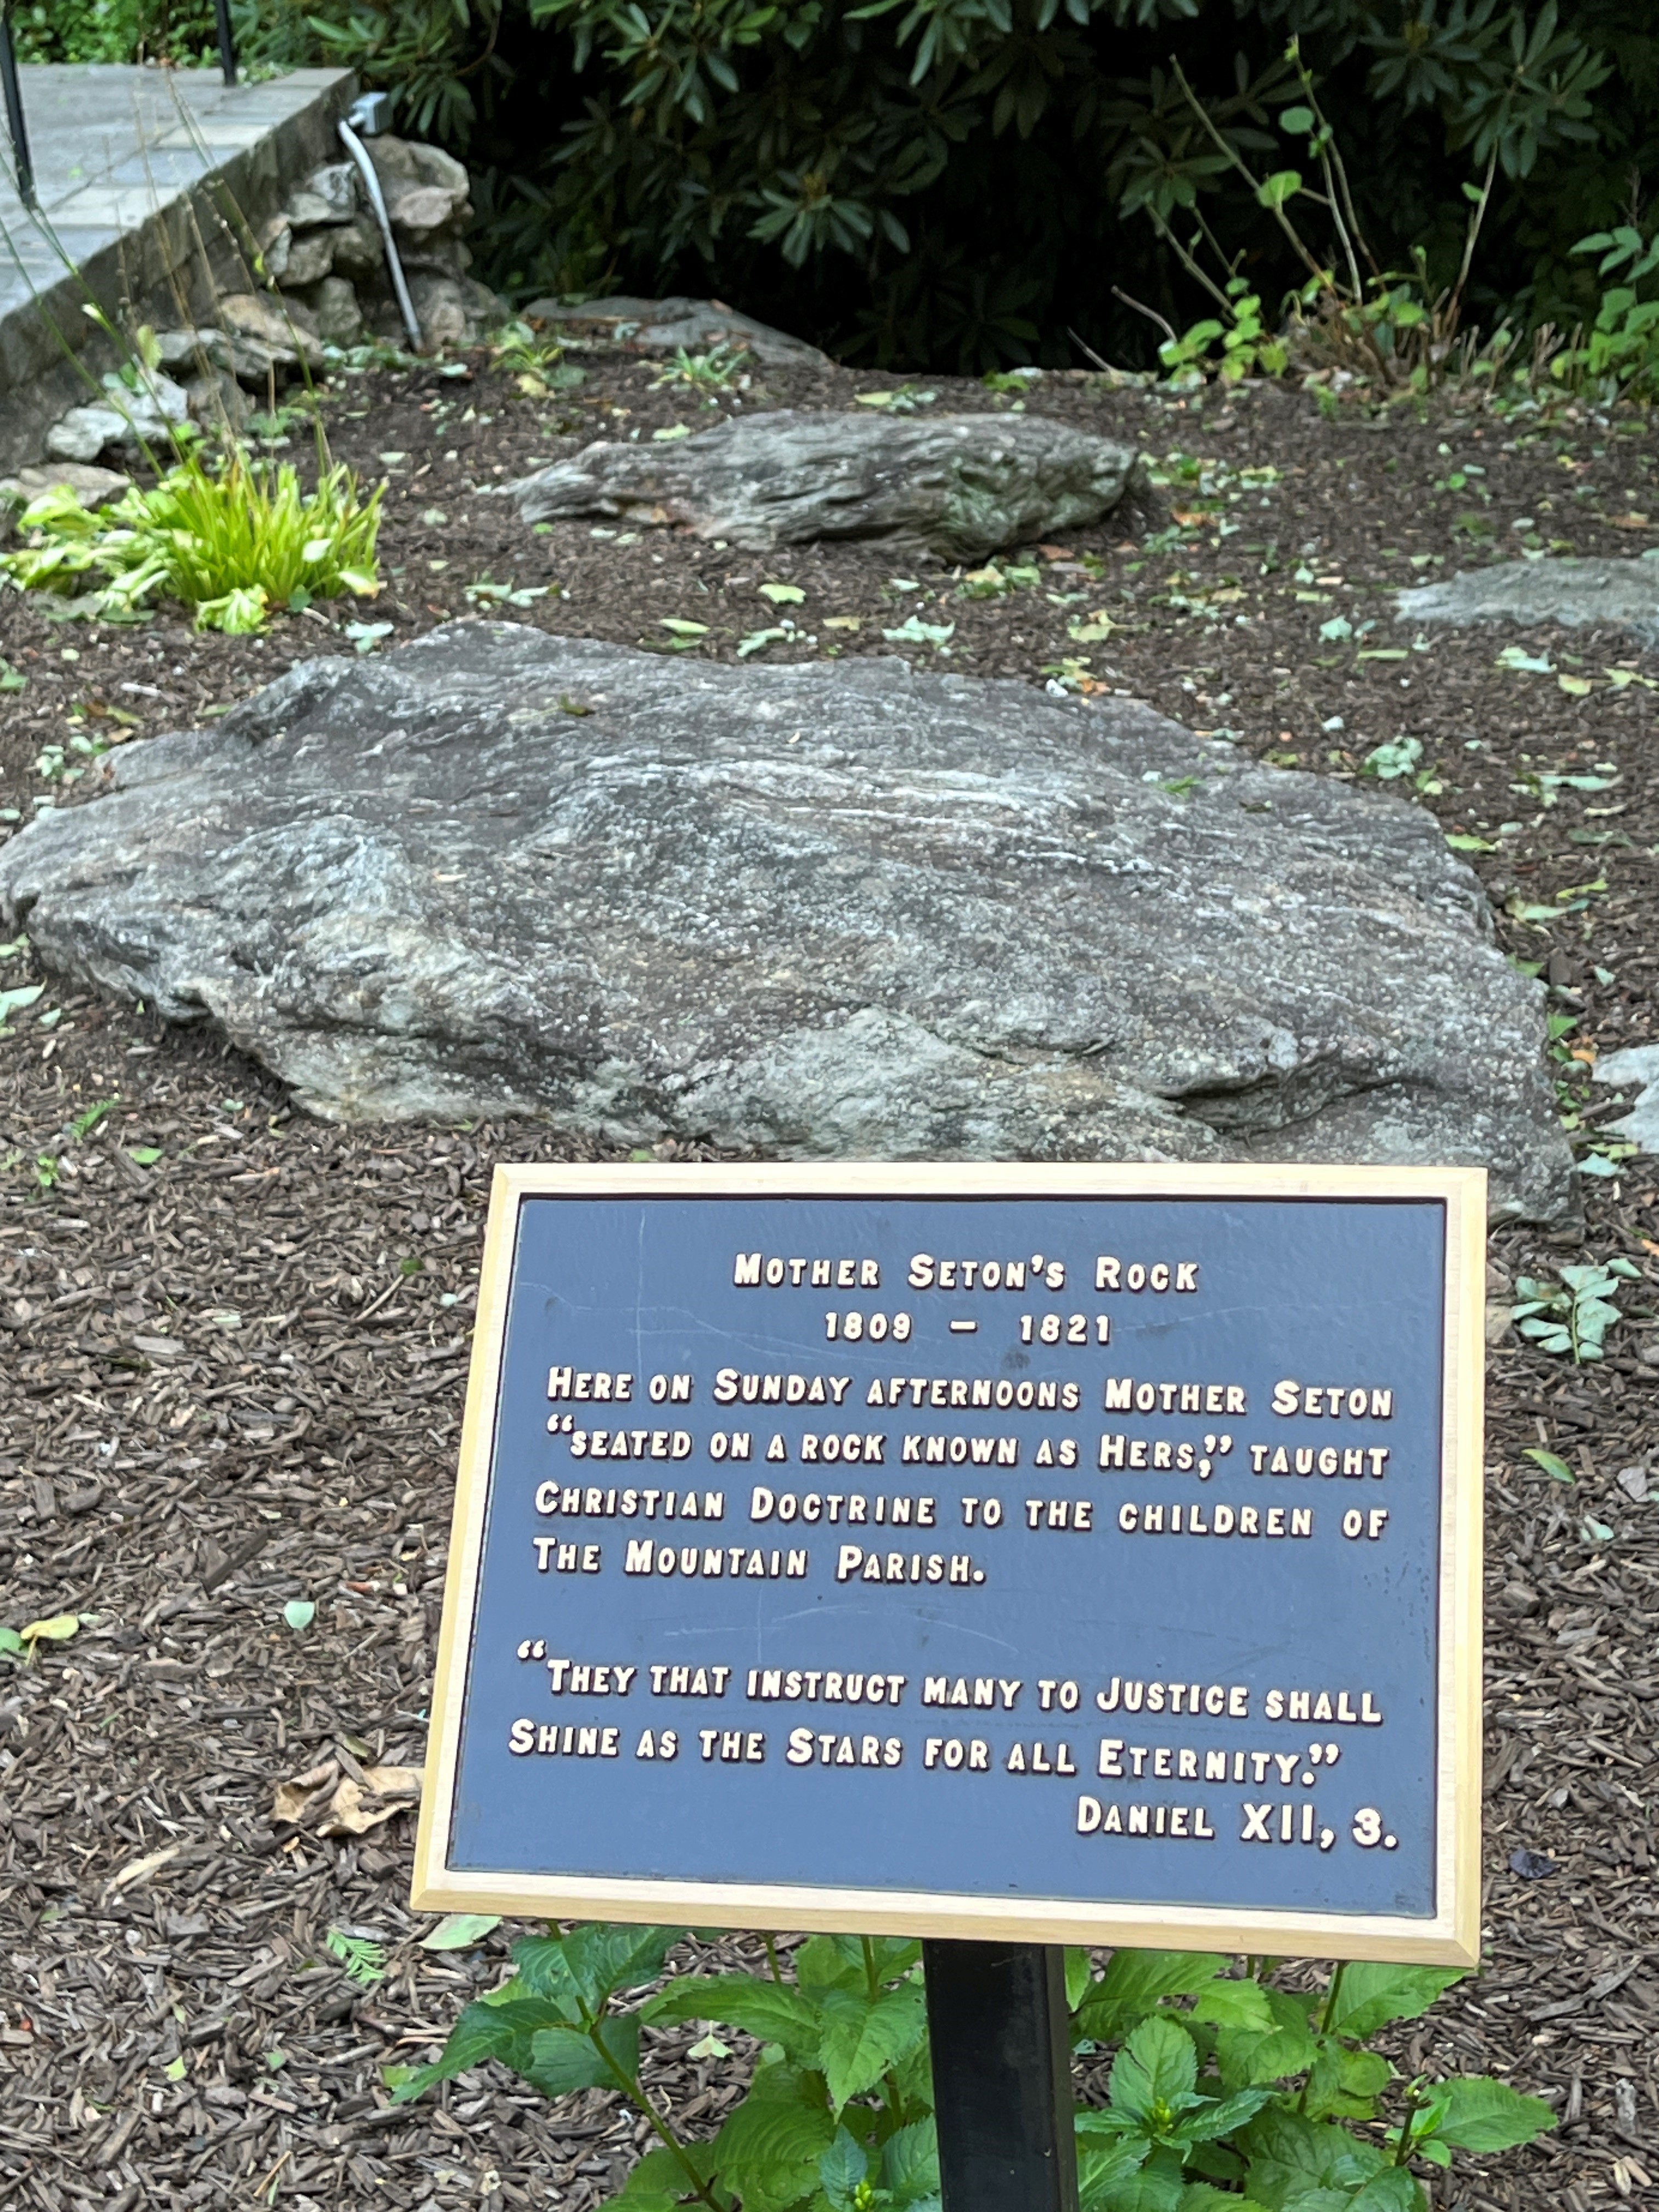 Mother Seton's Rock
1809 – 1821
Here on Sunday afternoons Mother Seton
“seated on a rock known as Hers,” taught
Christian Doctrine to the children of
The Mountain Parish.
“They that instruct many to Justice shall
Shine as the Stars for all Eternity.”
Daniel XII, 3.